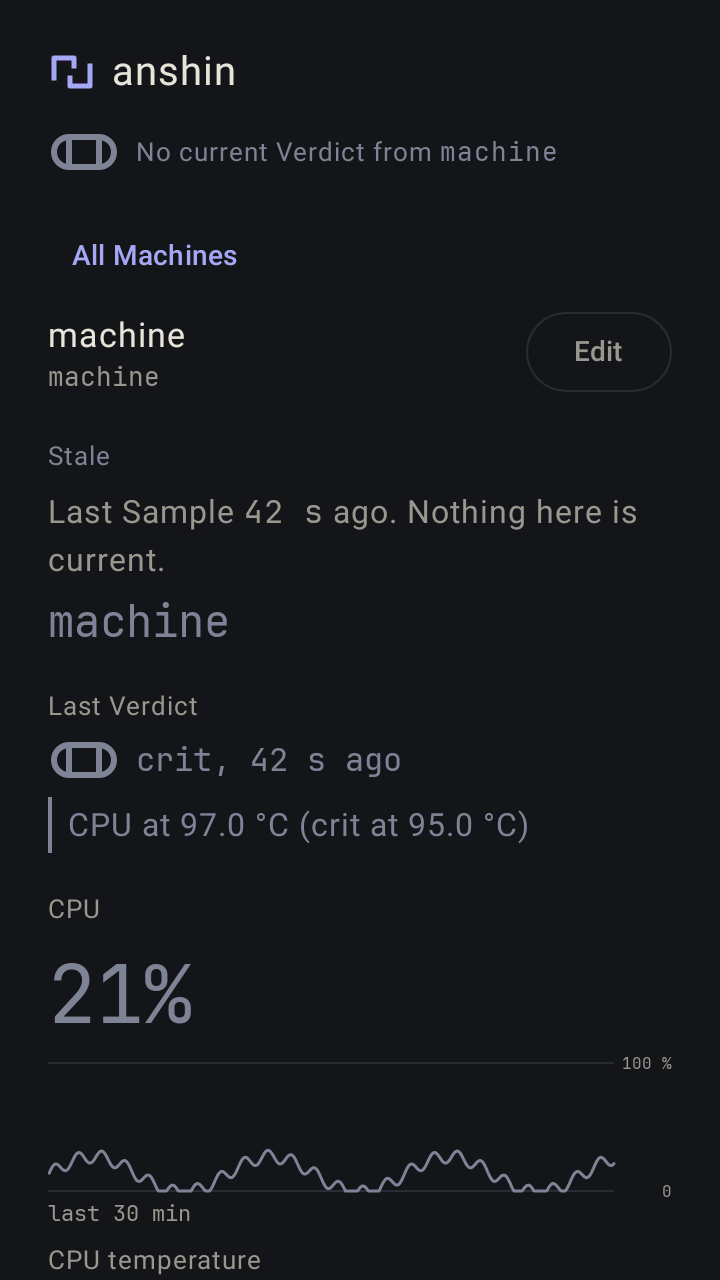 anshin
No current Verdict from machine
All Machines
machine
Edit
machine
Stale
Last Sample 42 s ago. Nothing here is
current.
machine
Last Verdict
crit, 42 s ago
CPU at 97.0 °C (crit at 95.0 °C)
CPU
21%
100 %
0
last 30 min
CPU temperature